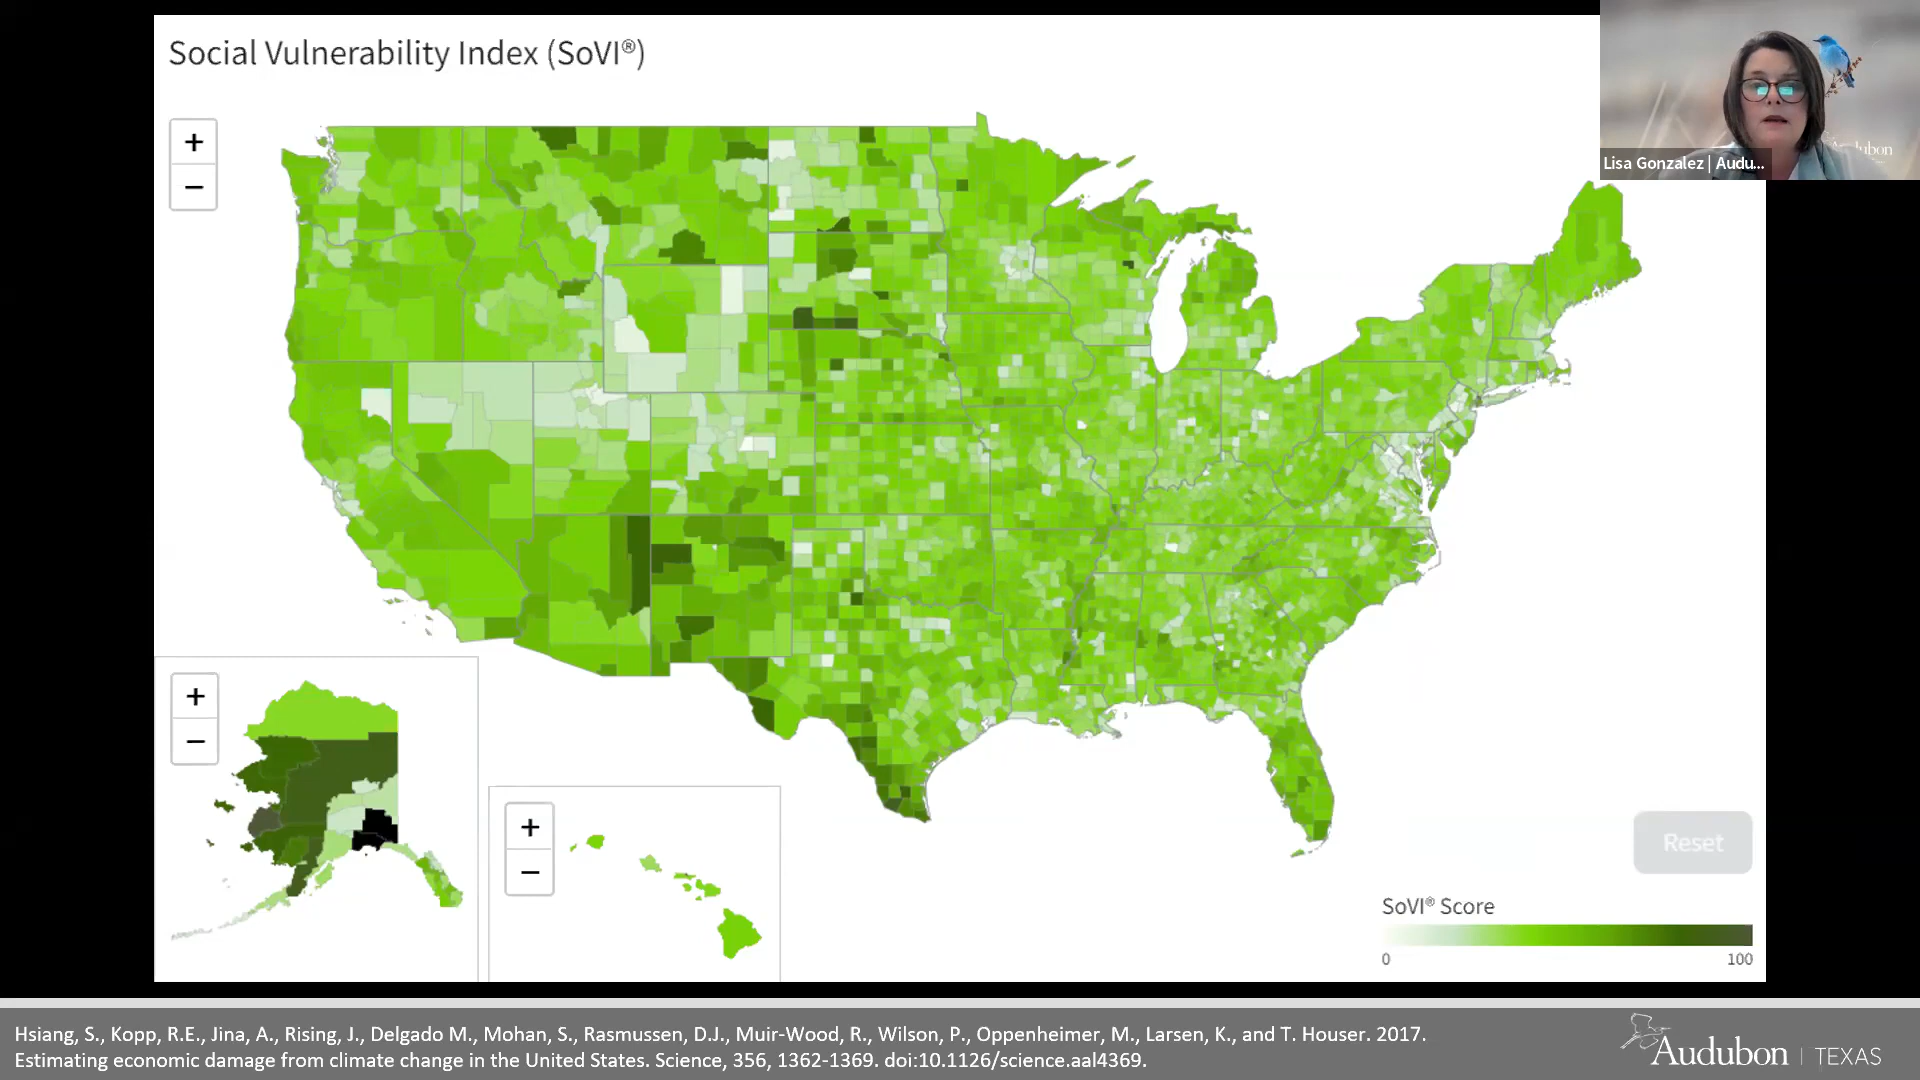 Social Vulnerability Index (SoVI®)
+
−
Lisa Gonzalez | Audu...
+
−
+
−
Reset
SoVI® Score
0 100
Hsiang, S., Kopp, R.E., Jina, A., Rising, J., Delgado M., Mohan, S., Rasmussen, D.J., Muir-Wood, R., Wilson, P., Oppenheimer, M., Larsen, K., and T. Houser. 2017.
Estimating economic damage from climate change in the United States. Science, 356, 1362-1369. doi:10.1126/science.aal4369.
Audubon | TEXAS